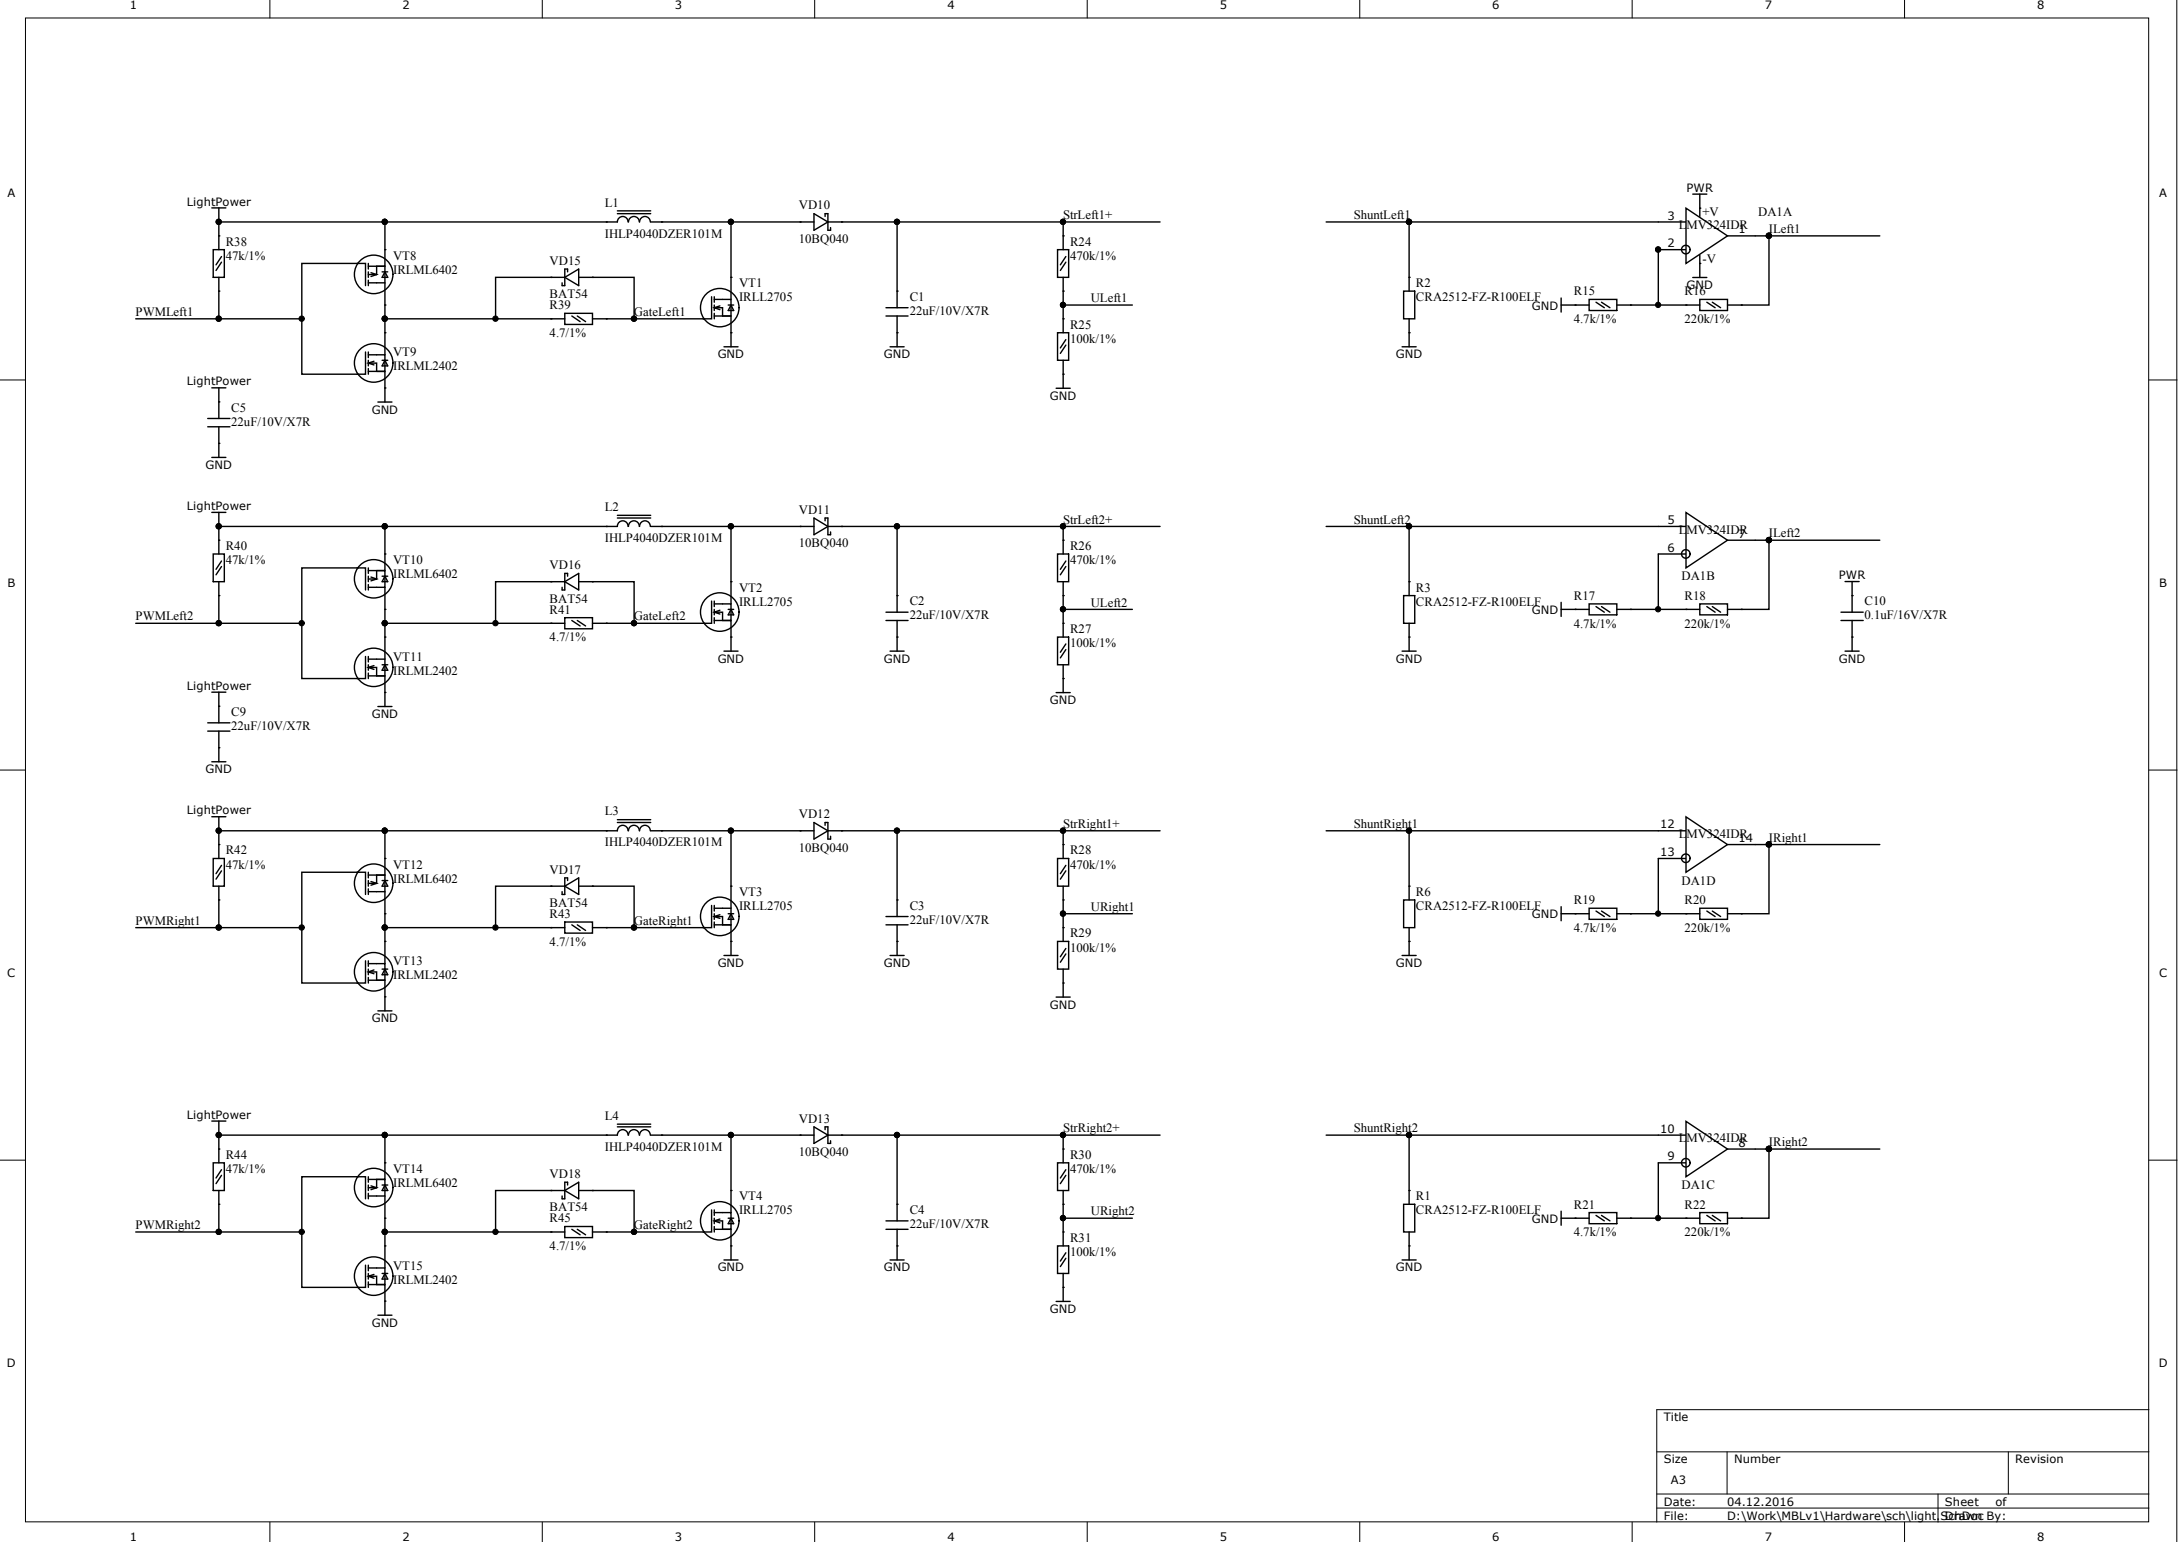 1 2 3 4 5 6 7 8
A
A
LightPower
R38
47k/1%
PWMLeft1
VT8
IRLML6402
VT9
IRLML2402
GND
L1
IHLP4040DZER101M
VD15
BAT54
R39
4.7/1%
GateLeft1
VT1
IRLL2705
GND
VD10
10BQ040
C1
22uF/10V/X7R
GND
StrLeft1+
R24
470k/1%
ULeft1
R25
100k/1%
GND
ShuntLeft1
R2
CRA2512-FZ-R100ELF
GND
PWR
3
2
+V
-V
LMV324IDR
DA1A
1
ILeft1
GND
GND
R15
4.7k/1%
R16
220k/1%
LightPower
C5
22uF/10V/X7R
GND
B
B
LightPower
R40
47k/1%
PWMLeft2
VT10
IRLML6402
VT11
IRLML2402
GND
L2
IHLP4040DZER101M
VD16
BAT54
R41
4.7/1%
GateLeft2
VT2
IRLL2705
GND
VD11
10BQ040
C2
22uF/10V/X7R
GND
StrLeft2+
R26
470k/1%
ULeft2
R27
100k/1%
GND
ShuntLeft2
R3
CRA2512-FZ-R100ELF
GND
5
6
LMV324IDR
7
DA1B
ILeft2
GND
R17
4.7k/1%
R18
220k/1%
PWR
C10
0.1uF/16V/X7R
GND
LightPower
C9
22uF/10V/X7R
GND
C
C
LightPower
R42
47k/1%
PWMRight1
VT12
IRLML6402
VT13
IRLML2402
GND
L3
IHLP4040DZER101M
VD17
BAT54
R43
4.7/1%
GateRight1
VT3
IRLL2705
GND
VD12
10BQ040
C3
22uF/10V/X7R
GND
StrRight1+
R28
470k/1%
URight1
R29
100k/1%
GND
ShuntRight1
R6
CRA2512-FZ-R100ELF
GND
12
13
LMV324IDR
14
DA1D
IRight1
GND
R19
4.7k/1%
R20
220k/1%
LightPower
R44
47k/1%
PWMRight2
VT14
IRLML6402
VT15
IRLML2402
GND
L4
IHLP4040DZER101M
VD18
BAT54
R45
4.7/1%
GateRight2
VT4
IRLL2705
GND
VD13
10BQ040
C4
22uF/10V/X7R
GND
StrRight2+
R30
470k/1%
URight2
R31
100k/1%
GND
ShuntRight2
R1
CRA2512-FZ-R100ELF
GND
10
9
LMV324IDR
8
DA1C
IRight2
GND
R21
4.7k/1%
R22
220k/1%
D
D
Title
Size
Number
Revision
A3
Date: 04.12.2016
Sheet of
File: D:\Work\MBLv1\Hardware\sch\light.SchDoc
Drawn By:
1 2 3 4 5 6 7 8